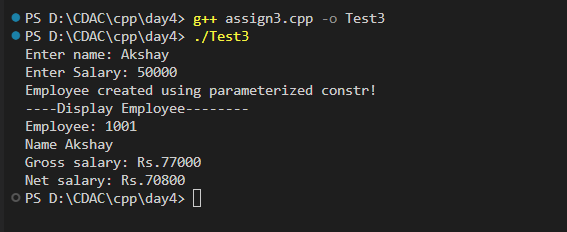 PS D:\CDAC\cpp\day4> g++ assign3.cpp -o Test3
PS D:\CDAC\cpp\day4> ./Test3
Enter name: Akshay
Enter Salary: 50000
Employee created using parameterized constr!
----Display Employee--------
Employee: 1001
Name Akshay
Gross salary: Rs.77000
Net salary: Rs.70800
PS D:\CDAC\cpp\day4>